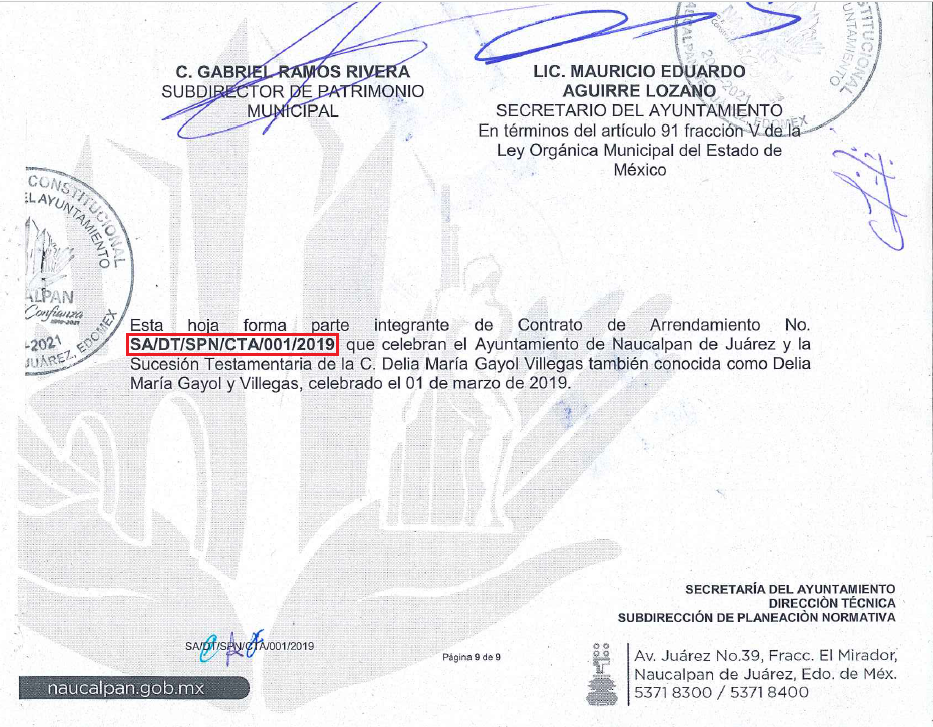 C. GABRIEL RAMOS RIVERA
SUBDIRECTOR DE PATRIMONIO
MUNICIPAL
LIC. MAURICIO EDUARDO
AGUIRRE LOZANO
SECRETARIO DEL AYUNTAMIENTO
En términos del artículo 91 fracción V de la
Ley Orgánica Municipal del Estado de
México
CONSTITUCIONAL
AYUNTAMIENTO
EDOMEX
CONSTITUCIONAL
EL AYUNTAMIENTO
Confianza
2019-2021
-2021
JUÁREZ, EDOMEX
Esta hoja forma parte integrante de Contrato de Arrendamiento No.
SA/DT/SPN/CTA/001/2019 que celebran el Ayuntamiento de Naucalpan de Juárez y la
Sucesión Testamentaria de la C. Delia María Gayol Villegas también conocida como Delia
María Gayol y Villegas, celebrado el 01 de marzo de 2019.
SECRETARÍA DEL AYUNTAMIENTO
DIRECCIÒN TÉCNICA
SUBDIRECCIÓN DE PLANEACIÒN NORMATIVA
SA/DT/SPN/CTA/001/2019
Página 9 de 9
Av. Juárez No.39, Fracc. El Mirador,
Naucalpan de Juárez, Edo. de Méx.
5371 8300 / 5371 8400
naucalpan.gob.mx